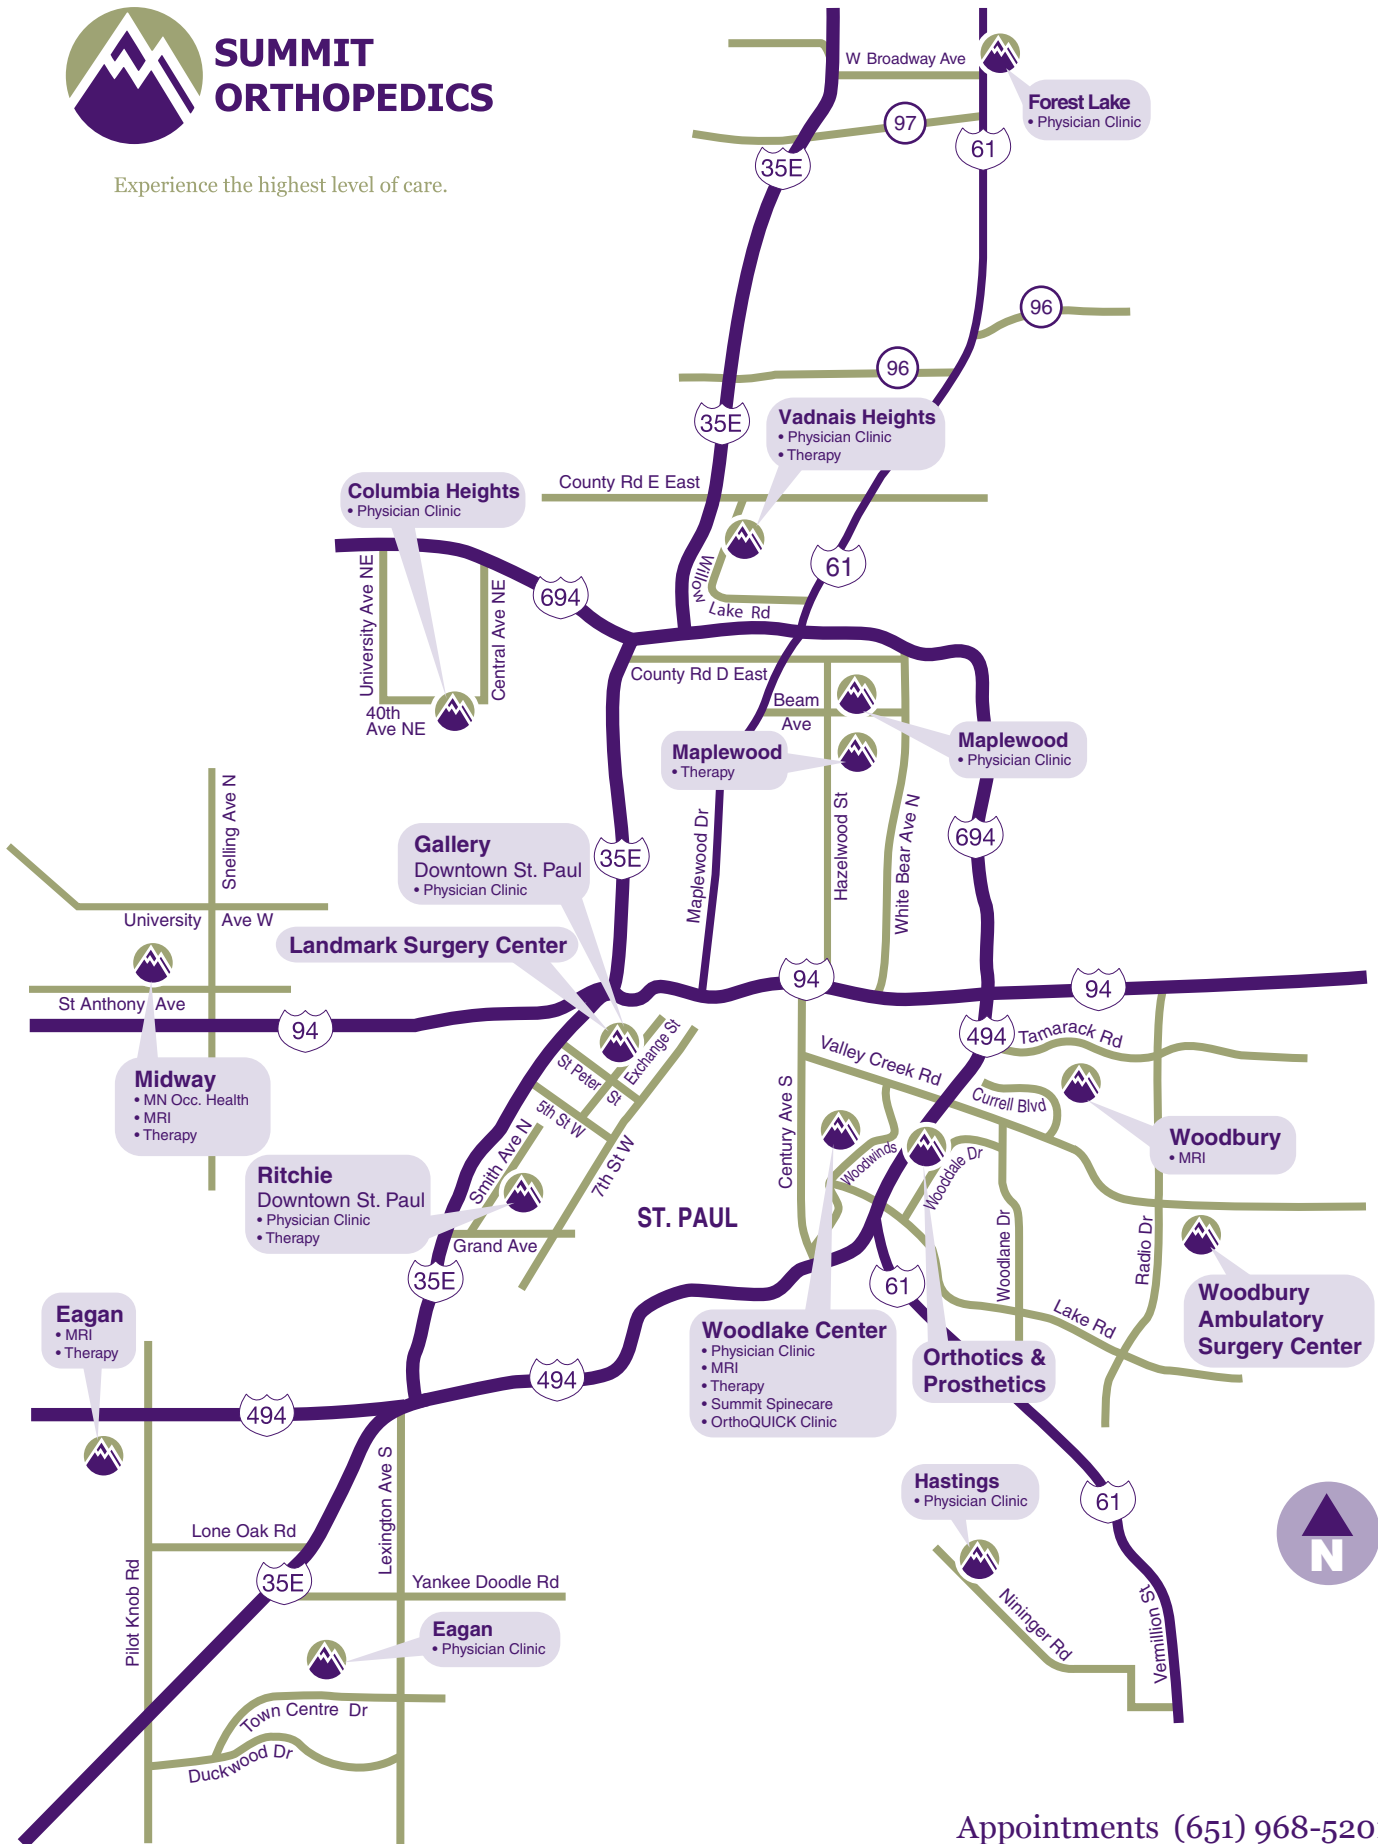 SUMMIT
ORTHOPEDICS
Experience the highest level of care.
W Broadway Ave
Forest Lake
• Physician Clinic
97
61
35E
96
96
35E
Vadnais Heights
• Physician Clinic
• Therapy
County Rd E East
Columbia Heights
• Physician Clinic
University Ave NE
Central Ave NE
694
61
Willow
Lake Rd
40th
Ave NE
County Rd D East
Beam
Ave
Maplewood
• Therapy
Maplewood
• Physician Clinic
Snelling Ave N
Maplewood Dr
Hazelwood St
White Bear Ave N
694
35E
Gallery
Downtown St. Paul
• Physician Clinic
University
Ave W
Landmark Surgery Center
St Anthony Ave
94
94
94
494
Tamarack Rd
Valley Creek Rd
Exchange St
St Peter
St
5th St W
Currell Blvd
Century Ave S
Midway
• MN Occ. Health
• MRI
• Therapy
Woodbury
• MRI
Woodwinds
Wooddale Dr
Smith Ave N
7th St W
Ritchie
Downtown St. Paul
• Physician Clinic
• Therapy
ST. PAUL
Grand Ave
Woodlane Dr
Radio Dr
35E
61
Lake Rd
Woodbury
Ambulatory
Surgery Center
Eagan
• MRI
• Therapy
Woodlake Center
• Physician Clinic
• MRI
• Therapy
• Summit Spinecare
• OrthoQUICK Clinic
Orthotics &
Prosthetics
494
494
Lexington Ave S
Hastings
• Physician Clinic
61
N
Lone Oak Rd
Pilot Knob Rd
35E
Yankee Doodle Rd
Nininger Rd
Vermillion St
Eagan
• Physician Clinic
Town Centre Dr
Duckwood Dr
Appointments (651) 968-520